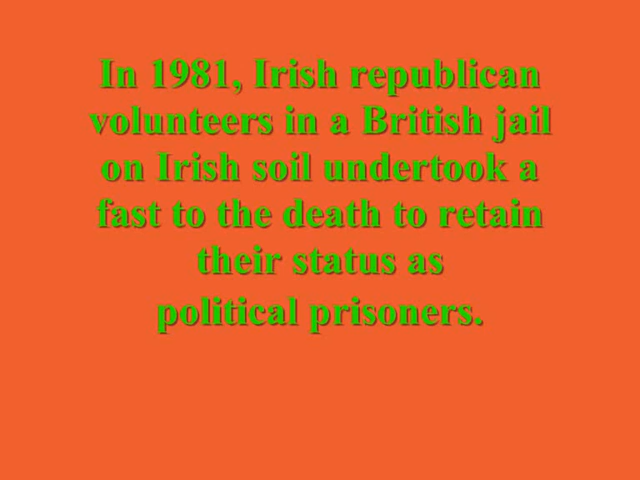 In 1981, Irish republican
volunteers in a British jail
on Irish soil undertook a
fast to the death to retain
their status as
political prisoners.